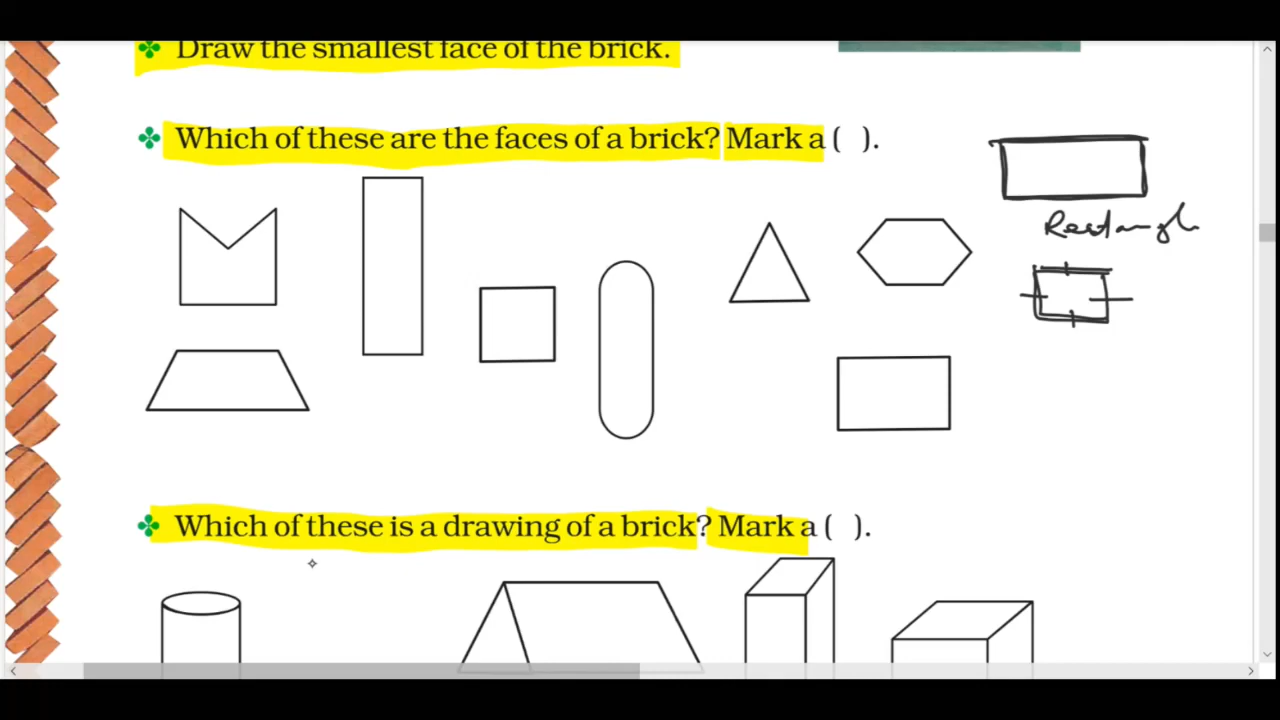 Draw the smallest face of the brick.
Which of these are the faces of a brick? Mark a ( ).
Rectangle
Which of these is a drawing of a brick? Mark a ( ).